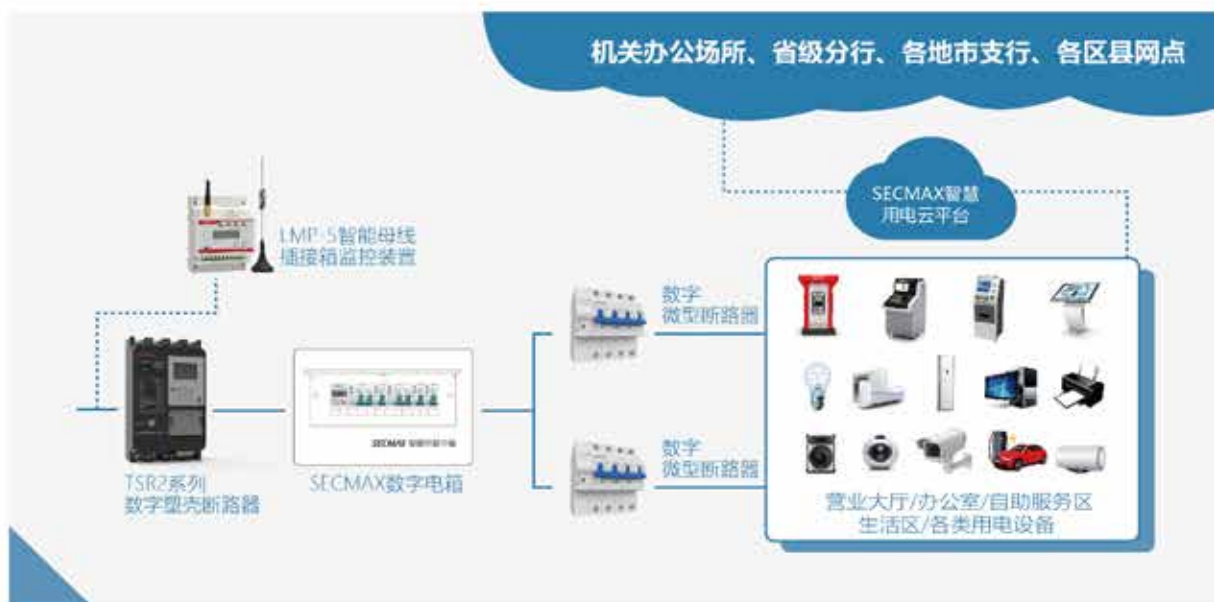 机关办公场所、省级分行、各地市支行、各区县网点
SECMAX智慧
用电云平台
LMP-5智能母线
插接箱监控装置
数字
微型断路器
TSR2系列
数字塑壳断路器
SECMAX
SECMAX数字电箱
数字
微型断路器
营业大厅/办公室/自助服务区
生活区/各类用电设备